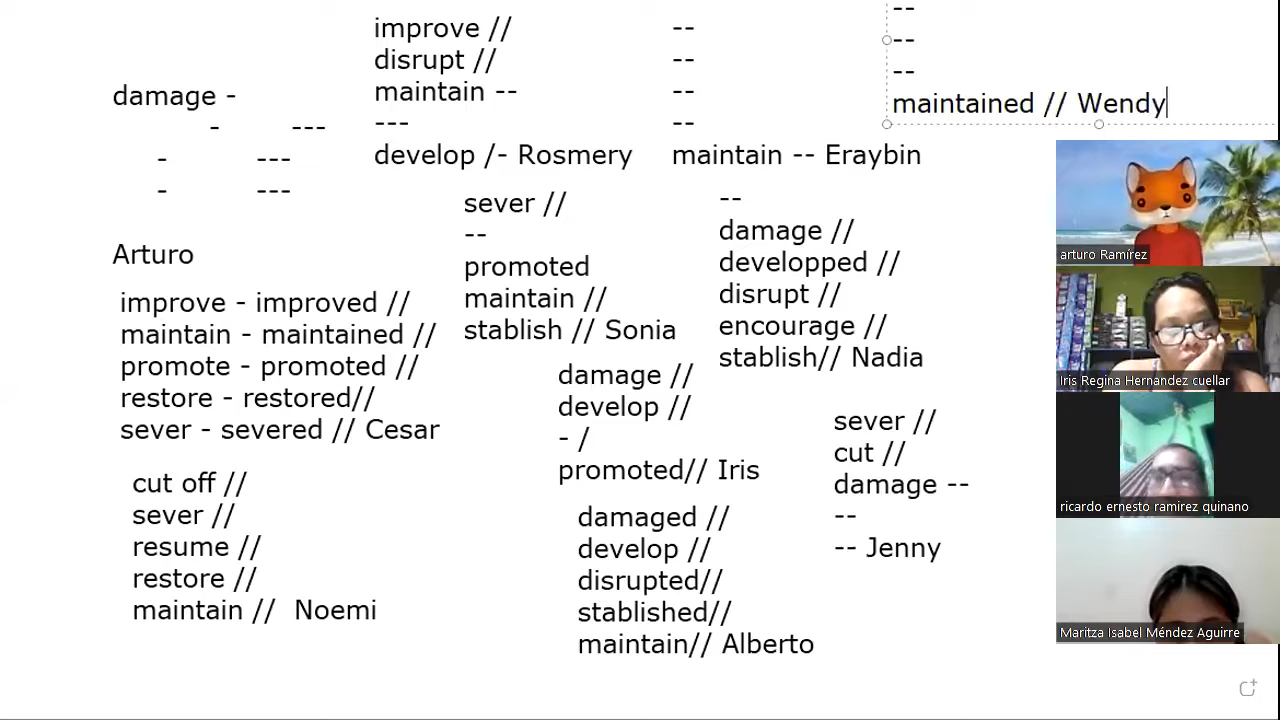 damage -
- ---
- ---
- ---
Arturo
improve //
disrupt //
maintain --
---
develop /- Rosmery
--
--
--
--
maintain -- Eraybin
--
--
--
maintained // Wendy
sever //
--
promoted
maintain //
stablish // Sonia
--
damage //
developped //
disrupt //
encourage //
stablish// Nadia
improve - improved //
maintain - maintained //
promote - promoted //
restore - restored//
sever - severed // Cesar
damage //
develop //
- /
promoted// Iris
sever //
cut //
damage --
--
-- Jenny
cut off //
sever //
resume //
restore //
maintain // Noemi
damaged //
develop //
disrupted//
stablished//
maintain// Alberto
arturo Ramírez
Iris Regina Hernandez cuellar
ricardo ernesto ramirez quinano
Maritza Isabel Méndez Aguirre